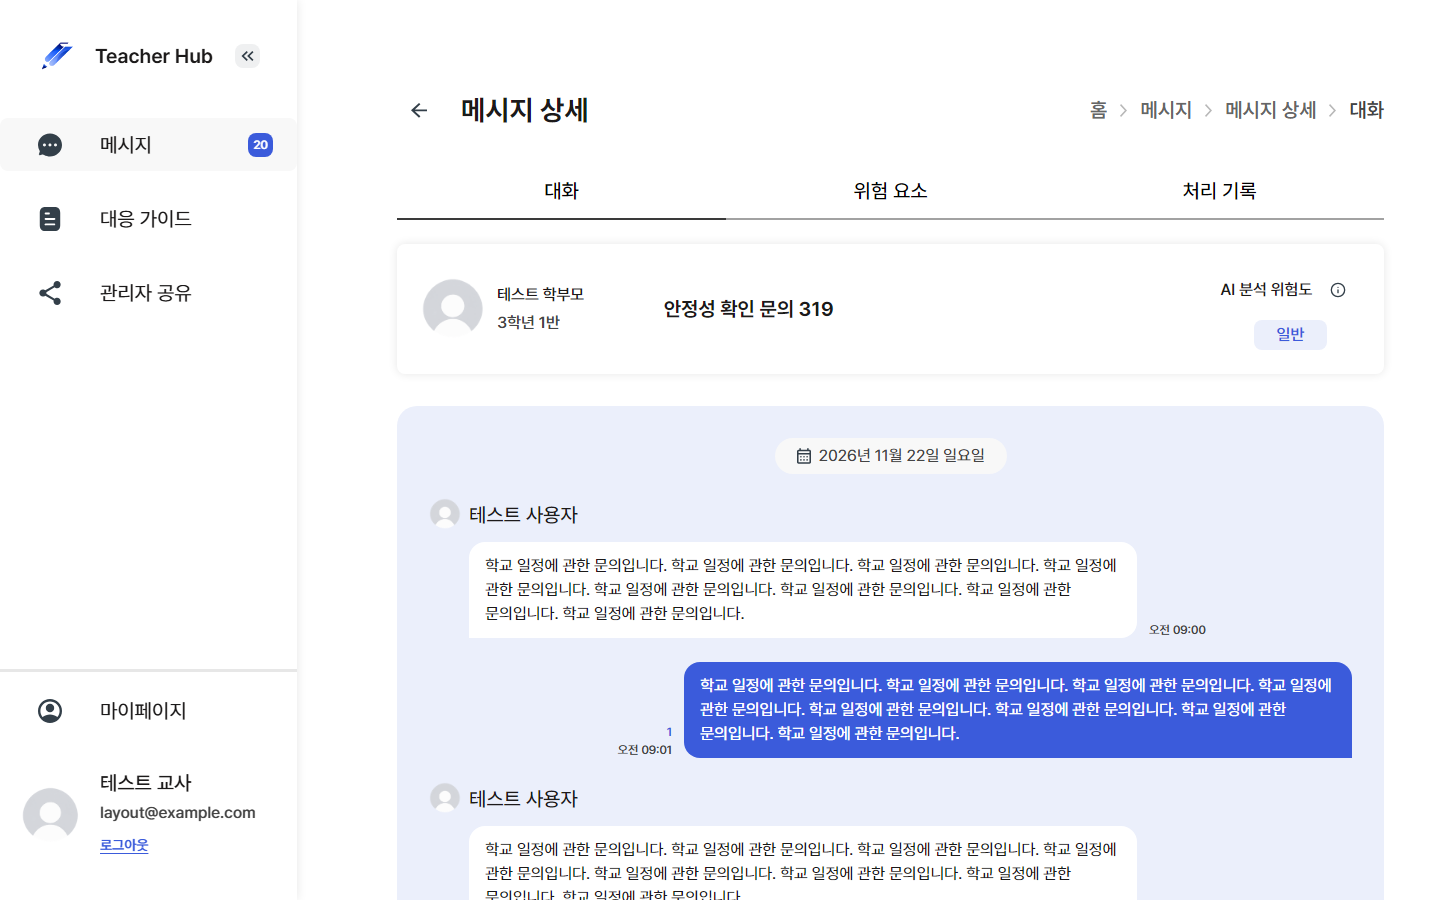 Teacher Hub
메시지 20
대응 가이드
관리자 공유
마이페이지
테스트 교사
layout@example.com
로그아웃
메시지 상세
홈 > 메시지 > 메시지 상세 > 대화
대화 위험 요소 처리 기록
테스트 학부모
3학년 1반
안정성 확인 문의 319
AI 분석 위험도
일반
2026년 11월 22일 일요일
테스트 사용자
학교 일정에 관한 문의입니다. 학교 일정에 관한 문의입니다. 학교 일정에 관한 문의입니다. 학교 일정에
관한 문의입니다. 학교 일정에 관한 문의입니다. 학교 일정에 관한 문의입니다. 학교 일정에 관한
문의입니다. 학교 일정에 관한 문의입니다.
오전 09:00
학교 일정에 관한 문의입니다. 학교 일정에 관한 문의입니다. 학교 일정에 관한 문의입니다. 학교 일정에
관한 문의입니다. 학교 일정에 관한 문의입니다. 학교 일정에 관한 문의입니다. 학교 일정에 관한
문의입니다. 학교 일정에 관한 문의입니다.
1
오전 09:01
테스트 사용자
학교 일정에 관한 문의입니다. 학교 일정에 관한 문의입니다. 학교 일정에 관한 문의입니다. 학교 일정에
관한 문의입니다. 학교 일정에 관한 문의입니다. 학교 일정에 관한 문의입니다. 학교 일정에 관한
문의입니다. 학교 일정에 관한 문의입니다.